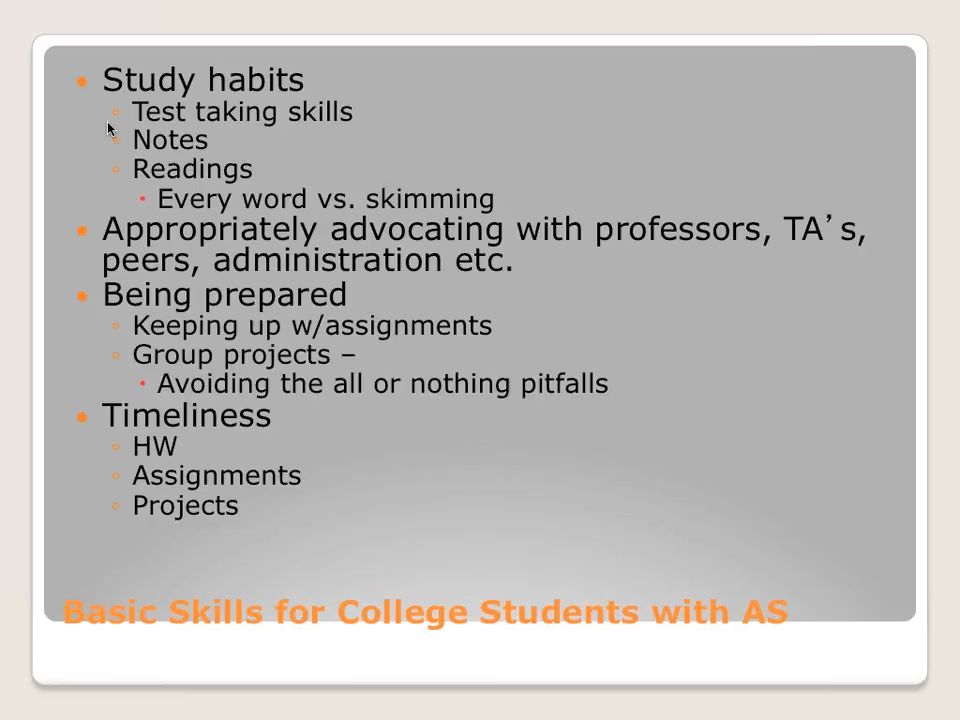 Study habits
Test taking skills
Notes
Readings
Every word vs. skimming
Appropriately advocating with professors, TA’s,
peers, administration etc.
Being prepared
Keeping up w/assignments
Group projects –
Avoiding the all or nothing pitfalls
Timeliness
HW
Assignments
Projects
Basic Skills for College Students with AS